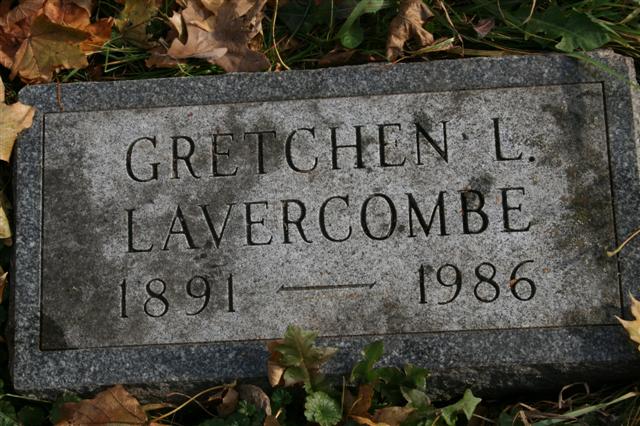 GRETCHEN L.
LAVERCOMBE
1891 — 1986